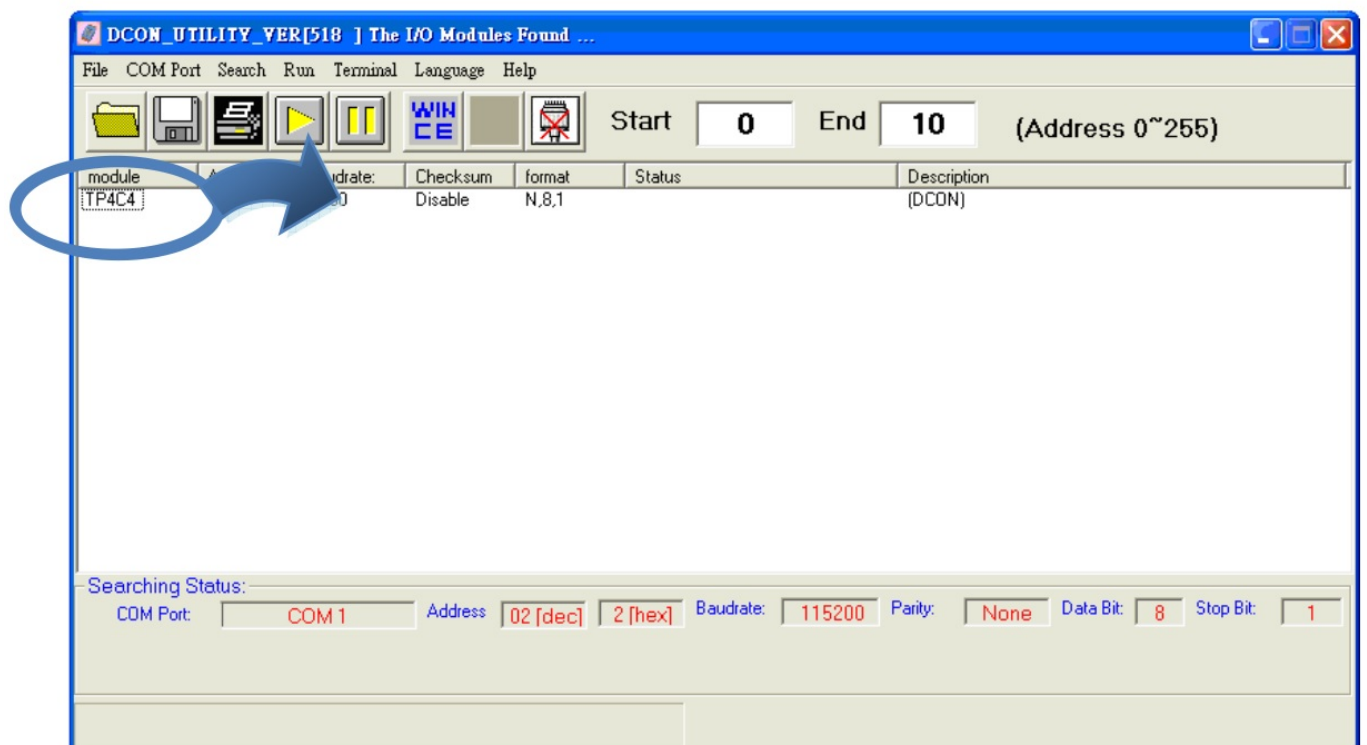 DCON_UTILITY_VER[518 ] The I/O Modules Found ...
File COM Port Search Run Terminal Language Help
WIN CE Start 0 End 10 (Address 0~255)
module Checksum format Status Description
TP4C4 Disable N,8,1 (DCON)
Searching Status:
COM Port: COM 1 Address 02 [dec] 2 [hex] Baudrate: 115200 Parity: None Data Bit: 8 Stop Bit: 1